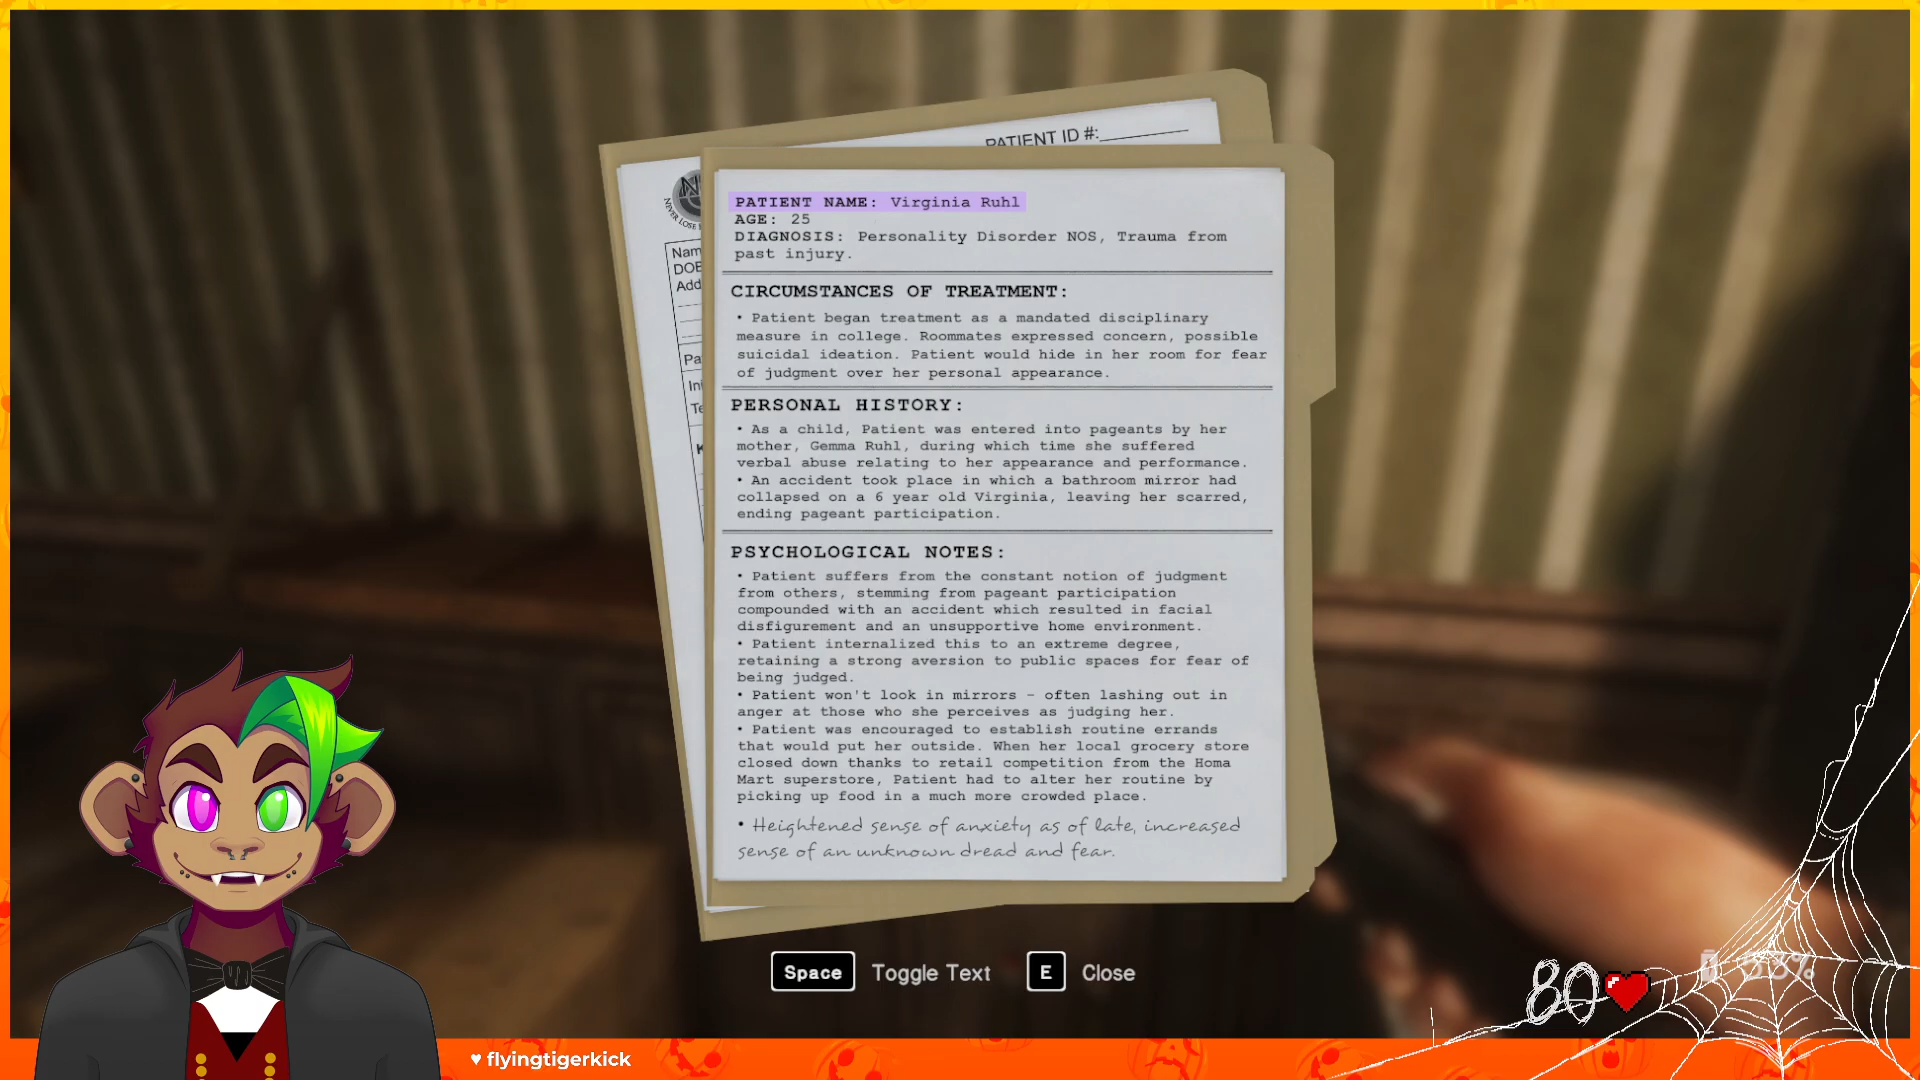 PATIENT ID #:
NEVER LOSE
Nam
DOB
Add
Pa
Ini
Te
PATIENT NAME: Virginia Ruhl
AGE: 25
DIAGNOSIS: Personality Disorder NOS, Trauma from
past injury.
CIRCUMSTANCES OF TREATMENT:
• Patient began treatment as a mandated disciplinary
measure in college. Roommates expressed concern, possible
suicidal ideation. Patient would hide in her room for fear
of judgment over her personal appearance.
PERSONAL HISTORY:
• As a child, Patient was entered into pageants by her
mother, Gemma Ruhl, during which time she suffered
verbal abuse relating to her appearance and performance.
• An accident took place in which a bathroom mirror had
collapsed on a 6 year old Virginia, leaving her scarred,
ending pageant participation.
PSYCHOLOGICAL NOTES:
• Patient suffers from the constant notion of judgment
from others, stemming from pageant participation
compounded with an accident which resulted in facial
disfigurement and an unsupportive home environment.
• Patient internalized this to an extreme degree,
retaining a strong aversion to public spaces for fear of
being judged.
• Patient won't look in mirrors - often lashing out in
anger at those who she perceives as judging her.
• Patient was encouraged to establish routine errands
that would put her outside. When her local grocery store
closed down thanks to retail competition from the Homa
Mart superstore, Patient had to alter her routine by
picking up food in a much more crowded place.
• Heightened sense of anxiety as of late, increased
sense of an unknown dread and fear.
Space Toggle Text E Close
80
♥ flyingtigerkick